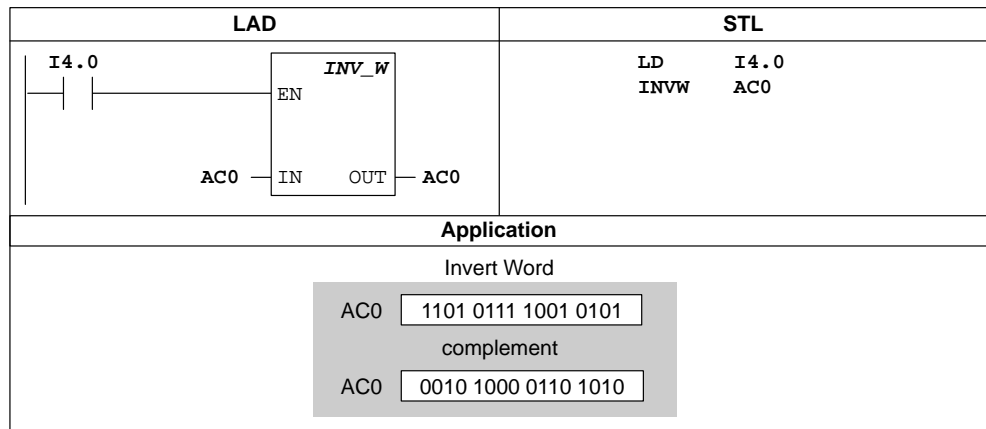 LAD
STL
I4.0
INV_W
EN
AC0
IN
OUT
AC0
LD I4.0
INVW AC0
Application
Invert Word
AC0 1101 0111 1001 0101
complement
AC0 0010 1000 0110 1010